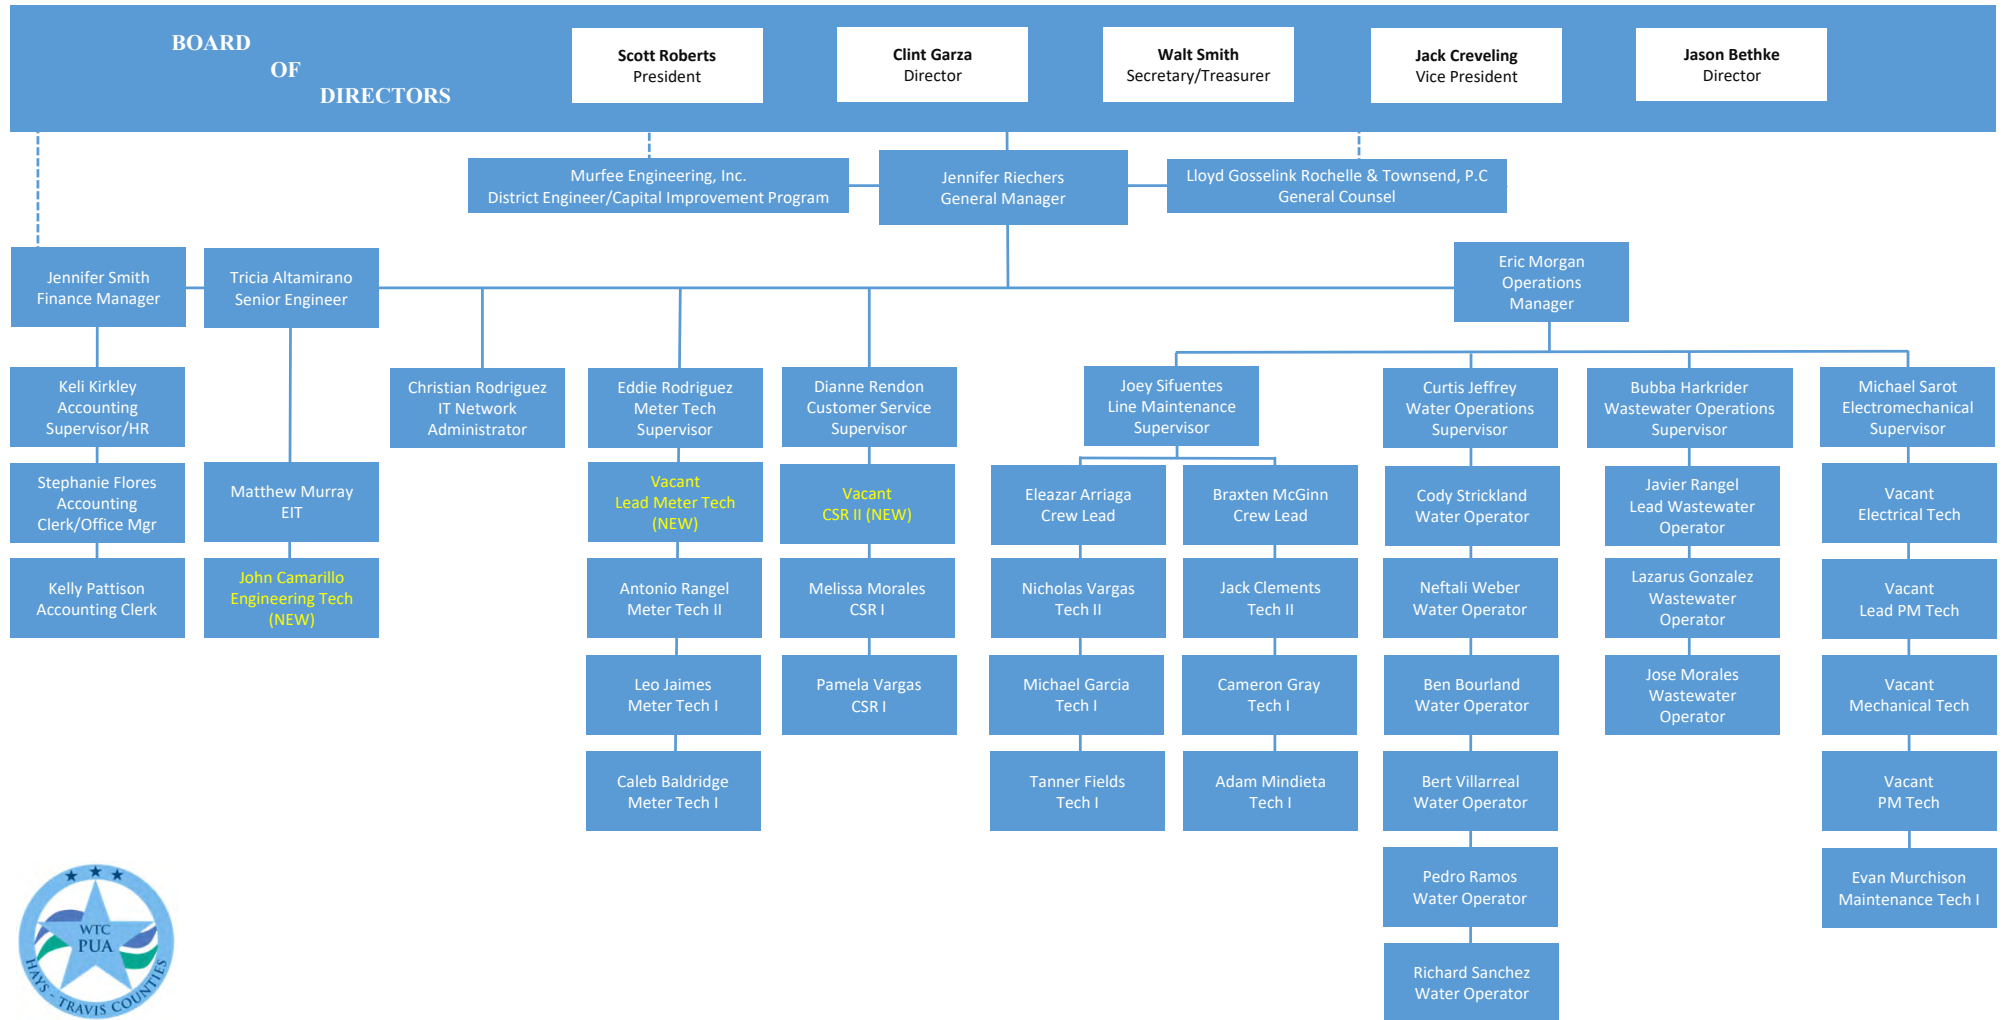 BOARD
OF
DIRECTORS
Scott Roberts
President
Clint Garza
Director
Walt Smith
Secretary/Treasurer
Jack Creveling
Vice President
Jason Bethke
Director
Murfee Engineering, Inc.
District Engineer/Capital Improvement Program
Jennifer Riechers
General Manager
Lloyd Gosselink Rochelle & Townsend, P.C
General Counsel
Jennifer Smith
Finance Manager
Tricia Altamirano
Senior Engineer
Eric Morgan
Operations
Manager
Keli Kirkley
Accounting
Supervisor/HR
Stephanie Flores
Accounting
Clerk/Office Mgr
Kelly Pattison
Accounting Clerk
Matthew Murray
EIT
John Camarillo
Engineering Tech
(NEW)
Christian Rodriguez
IT Network
Administrator
Eddie Rodriguez
Meter Tech
Supervisor
Vacant
Lead Meter Tech
(NEW)
Antonio Rangel
Meter Tech II
Leo Jaimes
Meter Tech I
Caleb Baldridge
Meter Tech I
Dianne Rendon
Customer Service
Supervisor
Vacant
CSR II (NEW)
Melissa Morales
CSR I
Pamela Vargas
CSR I
Joey Sifuentes
Line Maintenance
Supervisor
Eleazar Arriaga
Crew Lead
Nicholas Vargas
Tech II
Michael Garcia
Tech I
Tanner Fields
Tech I
Braxten McGinn
Crew Lead
Jack Clements
Tech II
Cameron Gray
Tech I
Adam Mindieta
Tech I
Curtis Jeffrey
Water Operations
Supervisor
Cody Strickland
Water Operator
Neftali Weber
Water Operator
Ben Bourland
Water Operator
Bert Villarreal
Water Operator
Pedro Ramos
Water Operator
Richard Sanchez
Water Operator
Bubba Harkrider
Wastewater Operations
Supervisor
Javier Rangel
Lead Wastewater
Operator
Lazarus Gonzalez
Wastewater
Operator
Jose Morales
Wastewater
Operator
Michael Sarot
Electromechanical
Supervisor
Vacant
Electrical Tech
Vacant
Lead PM Tech
Vacant
Mechanical Tech
Vacant
PM Tech
Evan Murchison
Maintenance Tech I
WTC
PUA
HAYS - TRAVIS COUNTIES